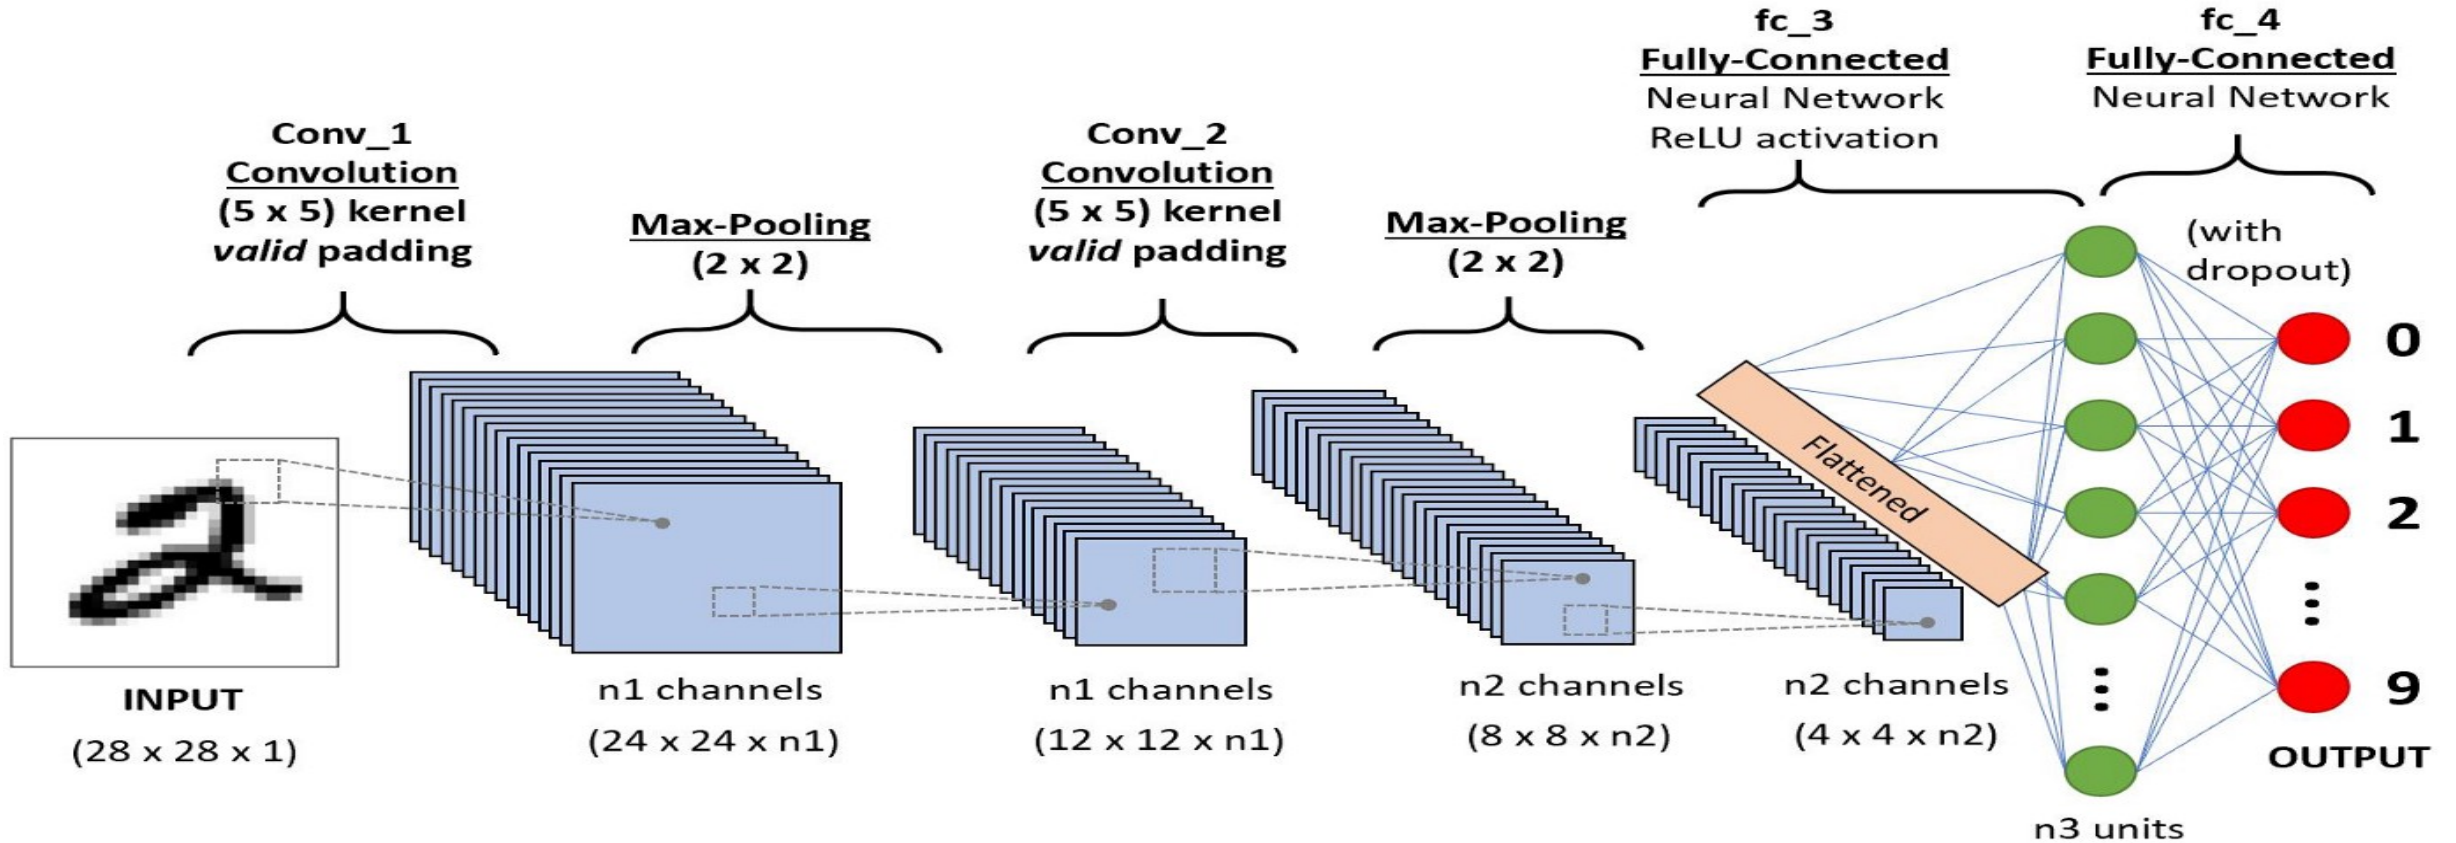 Conv_1
Convolution
(5 x 5) kernel
valid padding
Max-Pooling
(2 x 2)
Conv_2
Convolution
(5 x 5) kernel
valid padding
Max-Pooling
(2 x 2)
fc_3
Fully-Connected
Neural Network
ReLU activation
fc_4
Fully-Connected
Neural Network
(with
dropout)
Flattened
0
1
2
9
OUTPUT
INPUT
(28 x 28 x 1)
n1 channels
(24 x 24 x n1)
n1 channels
(12 x 12 x n1)
n2 channels
(8 x 8 x n2)
n2 channels
(4 x 4 x n2)
n3 units